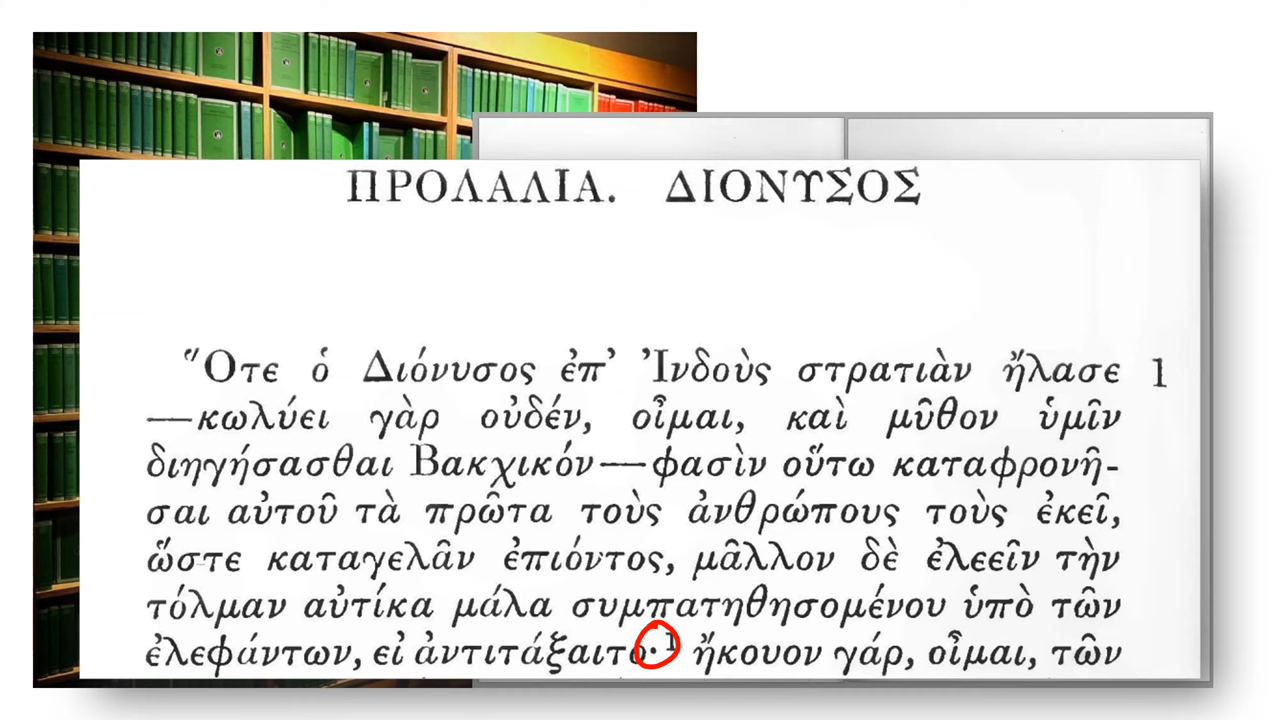 ΠΡΟΛΑΛΙΑ. ΔΙΟΝΥΣΟΣ
Ὅτε ὁ Διόνυσος ἐπ’ Ἰνδοὺς στρατιὰν ἤλασε 1
—κωλύει γὰρ οὐδέν, οἶμαι, καὶ μῦθον ὑμῖν
διηγήσασθαι Βακχικόν—φασὶν οὕτω καταφρονῆ-
σαι αὐτοῦ τὰ πρῶτα τοὺς ἀνθρώπους τοὺς ἐκεῖ,
ὥστε καταγελᾶν ἐπιόντος, μᾶλλον δὲ ἐλεεῖν τὴν
τόλμαν αὐτίκα μάλα συμπατηθησομένου ὑπὸ τῶν
ἐλεφάντων, εἰ ἀντιτάξαιτο·¹ ἤκουον γάρ, οἶμαι, τῶν